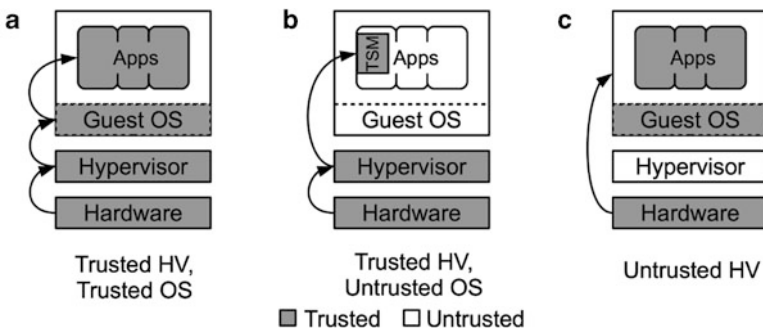 a
Apps
Guest OS
Hypervisor
Hardware
Trusted HV,
Trusted OS
b
TSM
Apps
Guest OS
Hypervisor
Hardware
Trusted HV,
Untrusted OS
c
Apps
Guest OS
Hypervisor
Hardware
Untrusted HV
Trusted Untrusted